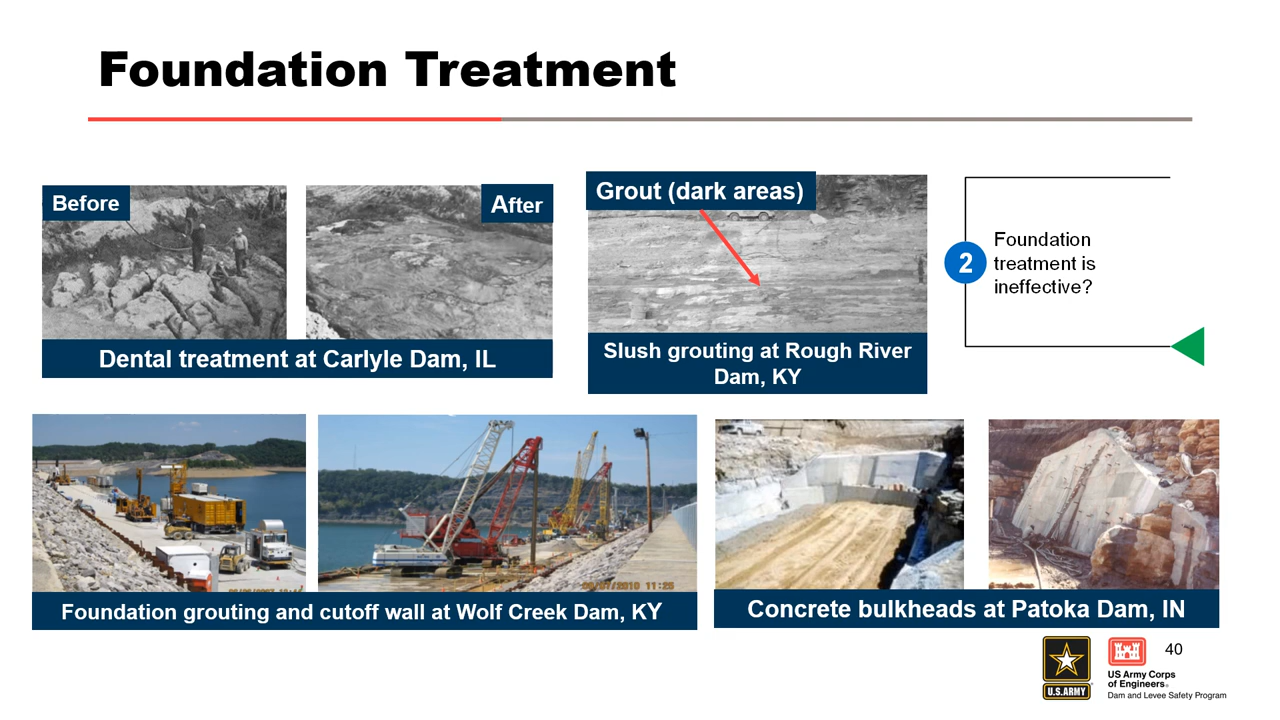 Foundation Treatment
Before
After
Dental treatment at Carlyle Dam, IL
Grout (dark areas)
Slush grouting at Rough River
Dam, KY
2
Foundation
treatment is
ineffective?
Foundation grouting and cutoff wall at Wolf Creek Dam, KY
Concrete bulkheads at Patoka Dam, IN
U.S.ARMY
US Army Corps
of Engineers®
Dam and Levee Safety Program
40